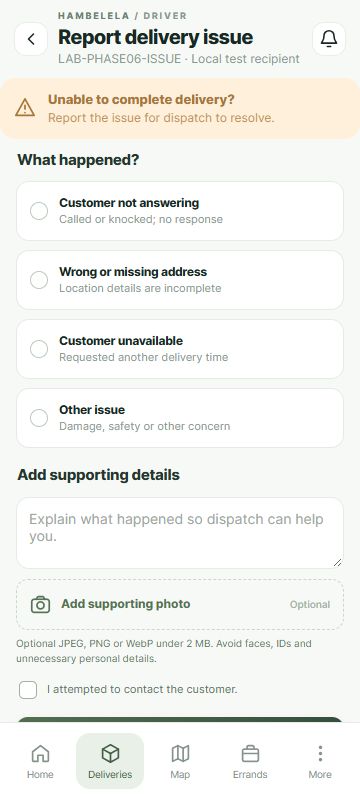 HAMBELELA / DRIVER
Report delivery issue
LAB-PHASE06-ISSUE · Local test recipient
Unable to complete delivery?
Report the issue for dispatch to resolve.
What happened?
Customer not answering
Called or knocked; no response
Wrong or missing address
Location details are incomplete
Customer unavailable
Requested another delivery time
Other issue
Damage, safety or other concern
Add supporting details
Explain what happened so dispatch can help
you.
Add supporting photo
Optional
Optional JPEG, PNG or WebP under 2 MB. Avoid faces, IDs and
unnecessary personal details.
I attempted to contact the customer.
Home
Deliveries
Map
Errands
More